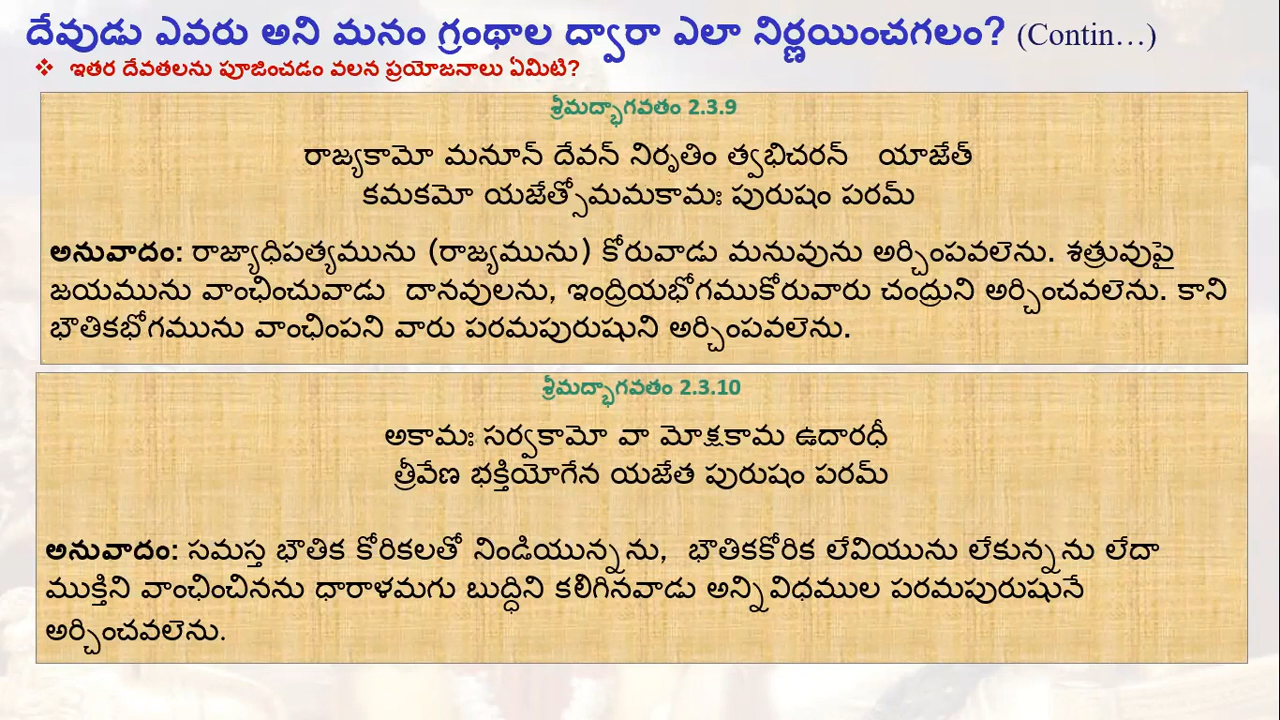 దేవుడు ఎవరు అని మనం గ్రంథాల ద్వారా ఎలా నిర్ణయించగలం? (Contin…)
❖ ఇతర దేవతలను పూజించడం వలన ప్రయోజనాలు ఏమిటి?
శ్రీమద్భాగవతం 2.3.9
రాజ్యకామో మనూన్ దేవన్ నిరృతిం త్వభిచరన్ యాజేత్
కమకమో యజేత్సోమమకామః పురుషం పరమ్
అనువాదం: రాజ్యాధిపత్యమును (రాజ్యమును) కోరువాడు మనువును అర్చింపవలెను. శత్రువుపై
జయమును వాంఛించువాడు దానవులను, ఇంద్రియభోగముకోరువారు చంద్రుని అర్చించవలెను. కాని
భౌతికభోగమును వాంఛింపని వారు పరమపురుషుని అర్చింపవలెను.
శ్రీమద్భాగవతం 2.3.10
అకామః సర్వకామో వా మోక్షకామ ఉదారధీ
త్రీవేణ భక్తియోగేన యజేత పురుషం పరమ్
అనువాదం: సమస్త భౌతిక కోరికలతో నిండియున్నను, భౌతికకోరిక లేవియును లేకున్నను లేదా
ముక్తిని వాంఛించినను ధారాళమగు బుద్ధిని కలిగినవాడు అన్నివిధముల పరమపురుషునే
అర్చించవలెను.